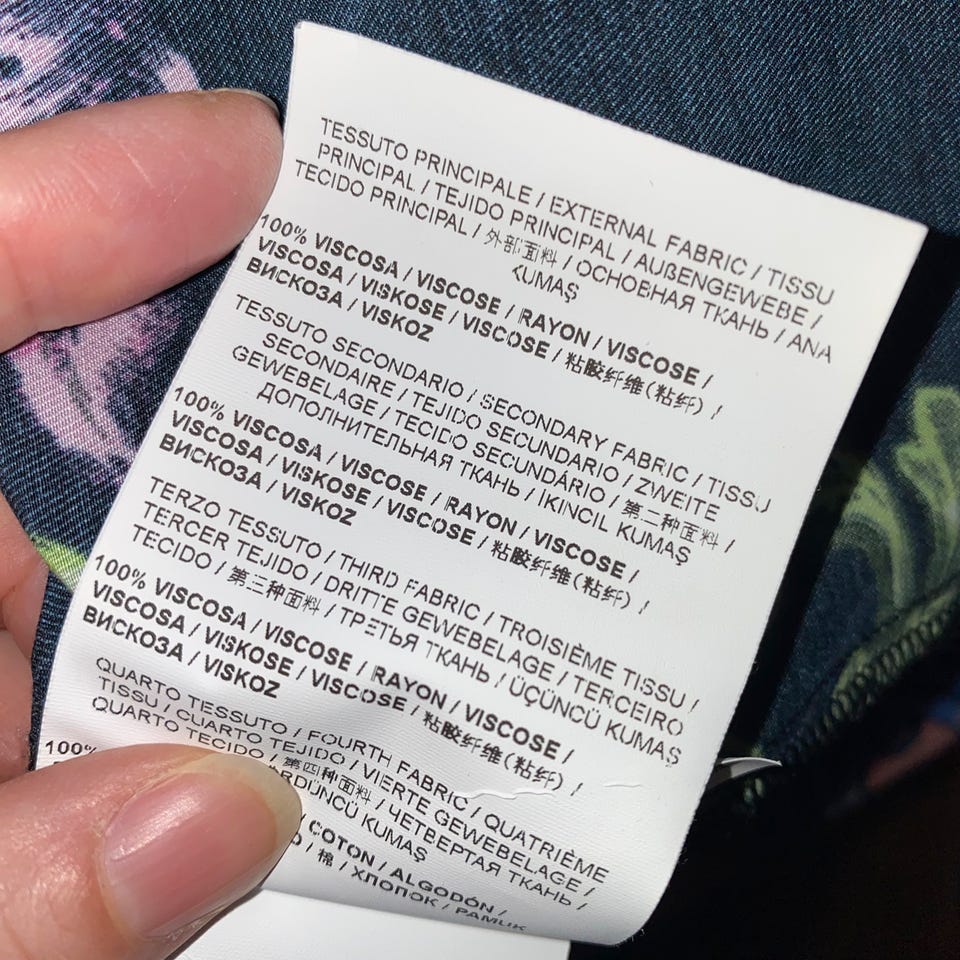 TESSUTO PRINCIPALE / EXTERNAL FABRIC / TISSU
PRINCIPAL / TEJIDO PRINCIPAL / AUßENGEWEBE /
TECIDO PRINCIPAL / 外部面料 / ОСНОВНАЯ ТКАНЬ / ANA
KUMAŞ
100% VISCOSA / VISCOSE / RAYON / VISCOSE /
VISCOSA / VISKOSE / VISCOSE / 粘胶纤维(粘纤) /
ВИСКОЗА / VISKOZ
TESSUTO SECONDARIO / SECONDARY FABRIC / TISSU
SECONDAIRE / TEJIDO SECUNDARIO / ZWEITE
GEWEBELAGE / TECIDO SECUNDÁRIO / 第二种面料 /
ДОПОЛНИТЕЛЬНАЯ ТКАНЬ / IKINCIL KUMAŞ
100% VISCOSA / VISCOSE / RAYON / VISCOSE /
VISCOSA / VISKOSE / VISCOSE / 粘胶纤维(粘纤) /
ВИСКОЗА / VISKOZ
TERZO TESSUTO / THIRD FABRIC / TROISIÈME TISSU /
TERCER TEJIDO / DRITTE GEWEBELAGE / TERCEIRO
TECIDO / 第三种面料 / ТРЕТЬЯ ТКАНЬ / ÜÇÜNCÜ KUMAŞ
100% VISCOSA / VISCOSE / RAYON / VISCOSE /
VISCOSA / VISKOSE / VISCOSE / 粘胶纤维(粘纤) /
ВИСКОЗА / VISKOZ
QUARTO TESSUTO / FOURTH FABRIC / QUATRIÈME
TISSU / CUARTO TEJIDO / VIERTE GEWEBELAGE /
QUARTO TECIDO / 第四种面料 / ЧЕТВЕРТАЯ ТКАНЬ /
KUMAŞ
100% COTON / ALGODÓN /
/ 棉 / ХЛОПОК / PAMUK